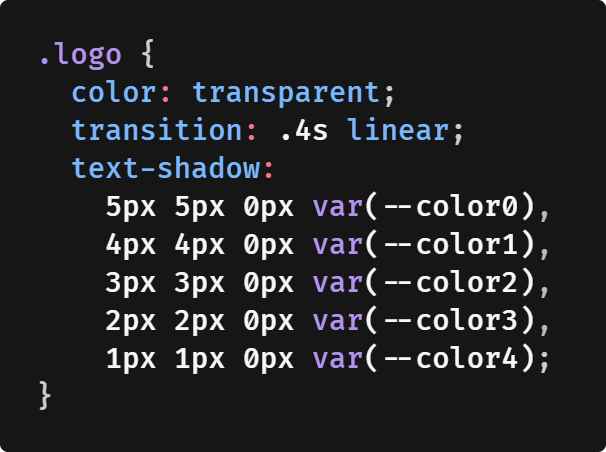 .logo {
  color: transparent;
  transition: .4s linear;
  text-shadow:
    5px 5px 0px var(--color0),
    4px 4px 0px var(--color1),
    3px 3px 0px var(--color2),
    2px 2px 0px var(--color3),
    1px 1px 0px var(--color4);
}